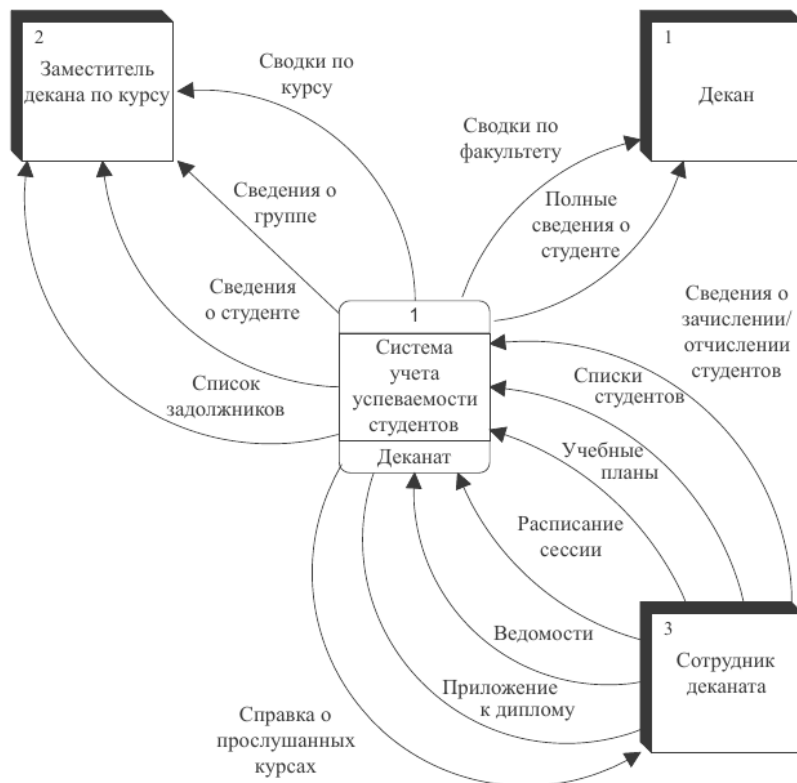 2
Заместитель
декана по курсу
Сводки по
курсу
1
Декан
Сводки по
факультету
Полные
сведения о
студенте
Сведения о
группе
Сведения
о студенте
Список
задолжников
1
Система
учета
успеваемости
студентов
Деканат
Сведения о
зачислении/
отчислении
студентов
Списки
студентов
Учебные
планы
Расписание
сессии
Ведомости
Приложение
к диплому
Справка о
прослушанных
курсах
3
Сотрудник
деканата